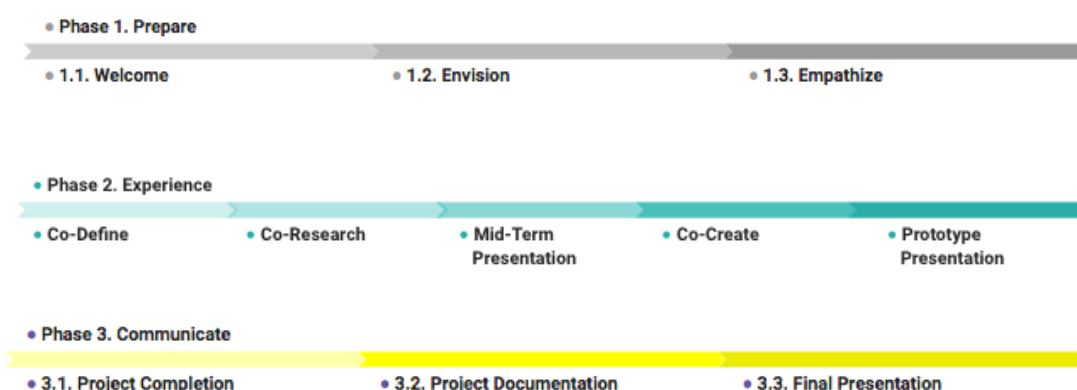 Phase 1. Prepare
1.1. Welcome
1.2. Envision
1.3. Empathize
Phase 2. Experience
Co-Define
Co-Research
Mid-Term
Presentation
Co-Create
Prototype
Presentation
Phase 3. Communicate
3.1. Project Completion
3.2. Project Documentation
3.3. Final Presentation